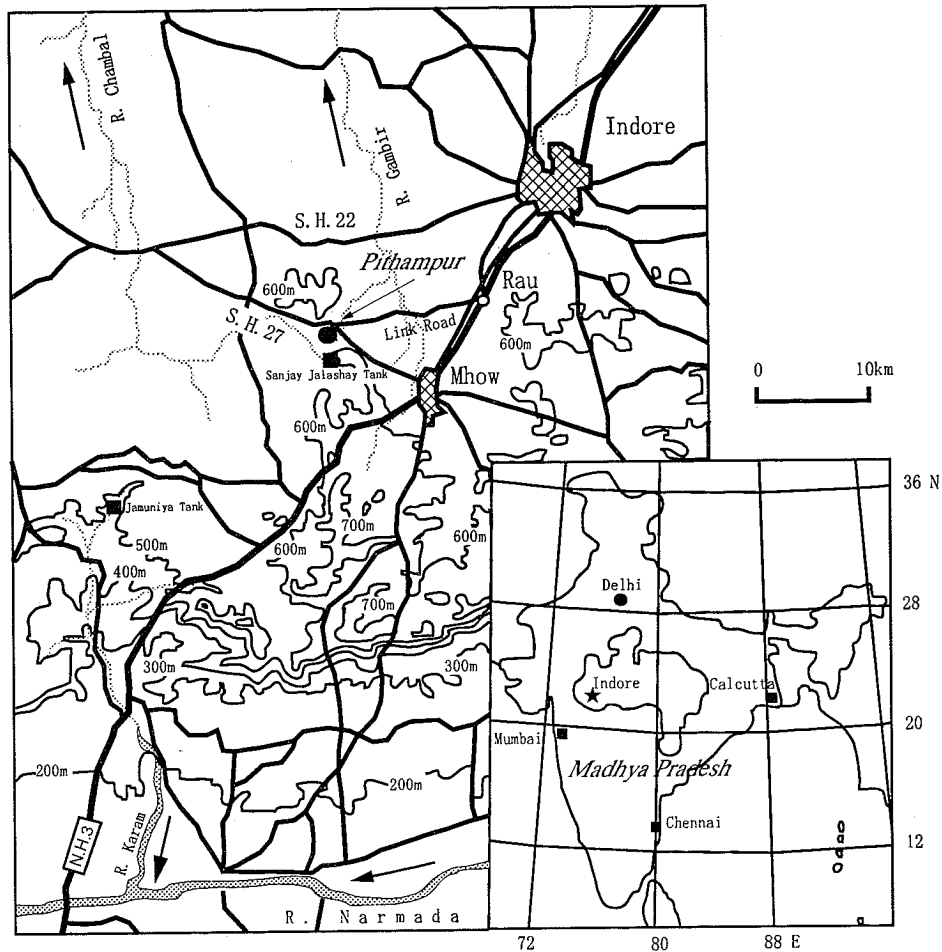 R. Chambal
R. Gambir
Indore
S. H. 22
Pithampur
600m
Rau
S. H. 27
Link Road
600m
Sanjay Jalashay Tank
Mhow
0 10km
600m
36 N
Jamuniya Tank
700m
500m
600m
600m
400m
Delhi
28
700m
300m
300m
Indore
Calcutta
20
Mumbai
Madhya Pradesh
200m
200m
Chennai
N.H.3
R. Karam
12
R. Narmada
72 80 88 E